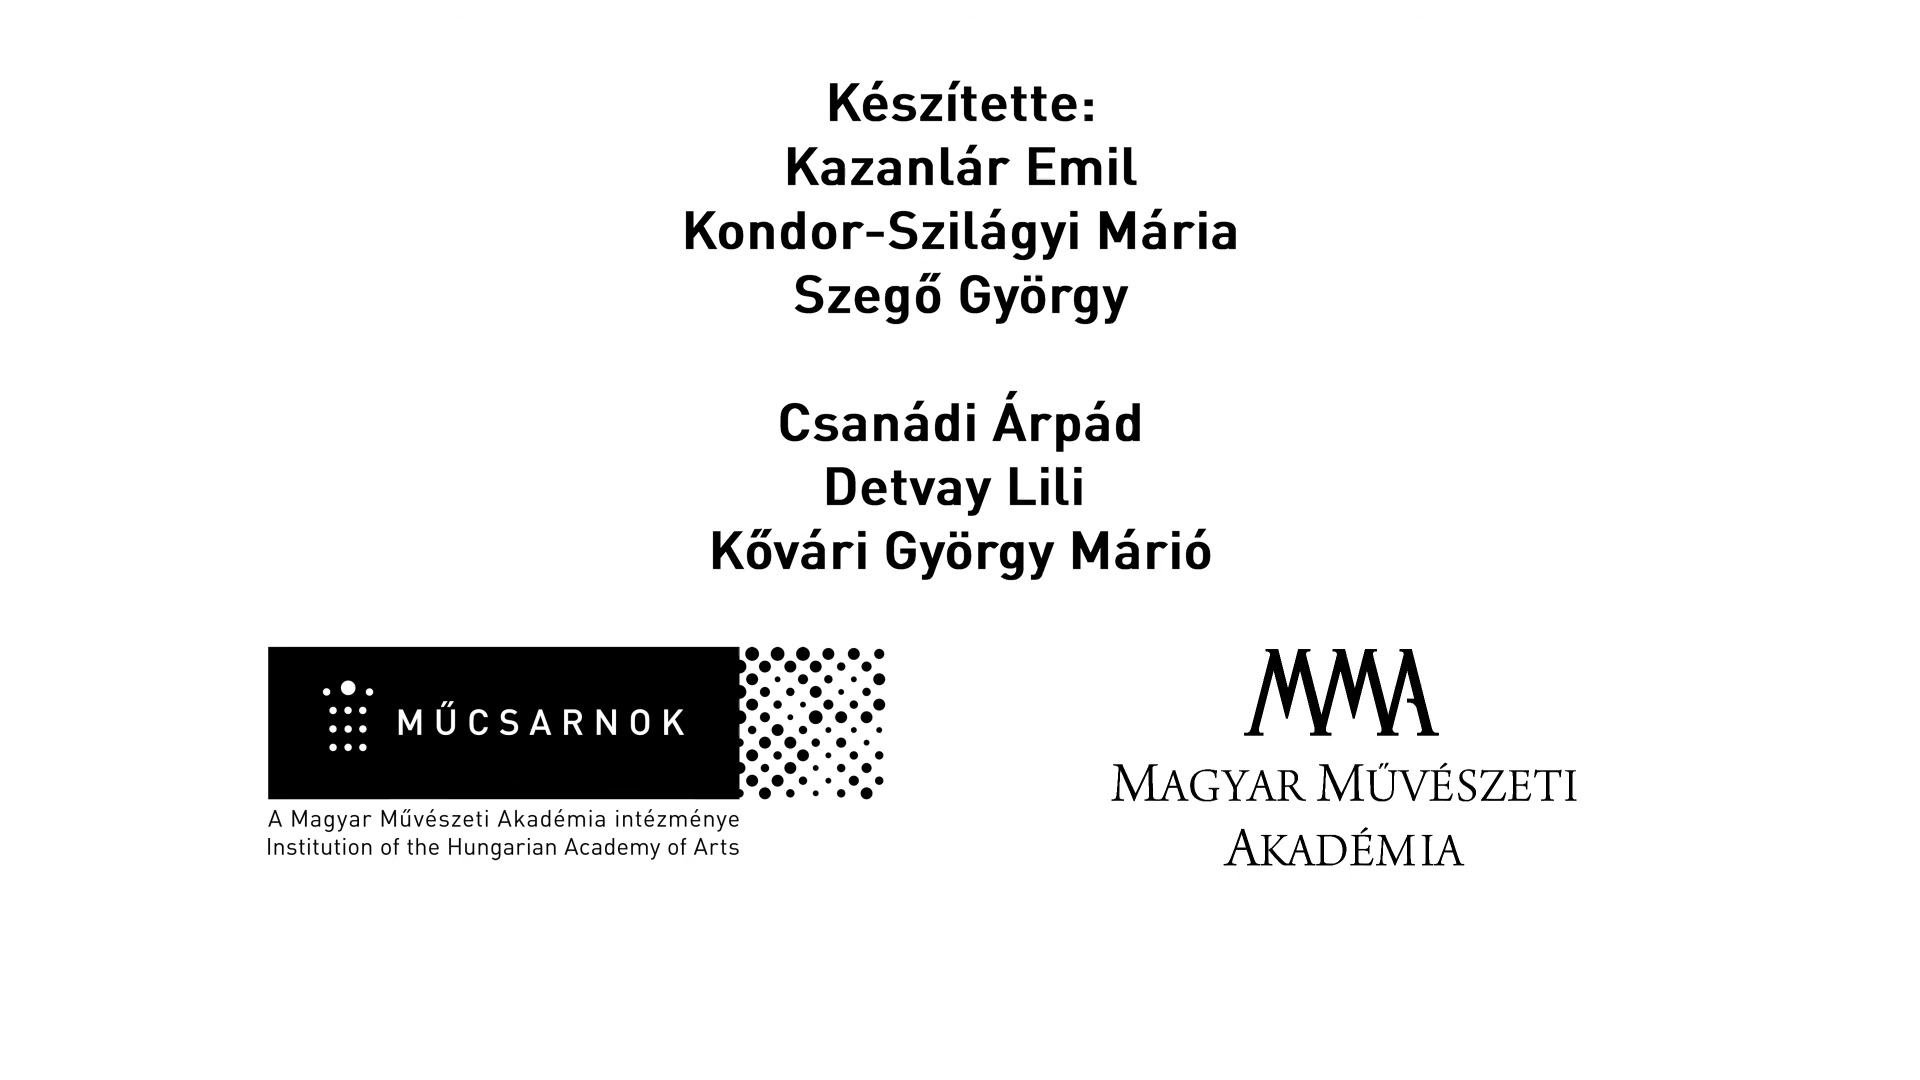 Készítette:
Kazanlár Emil
Kondor-Szilágyi Mária
Szegő György
Csanádi Árpád
Detvay Lili
Kővári György Márió
MŰCSARNOK
A Magyar Művészeti Akadémia intézménye
Institution of the Hungarian Academy of Arts
MMA
MAGYAR MŰVÉSZETI
AKADÉMIA